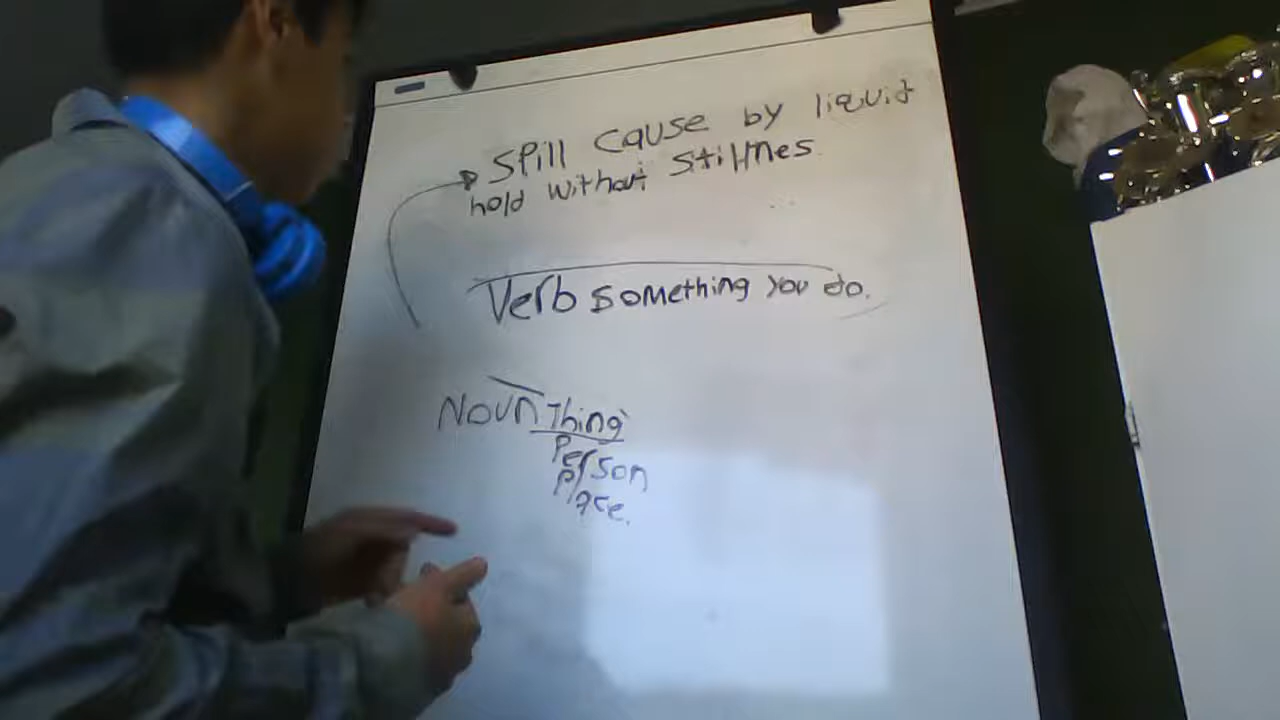 Spill cause by liquid
hold without stillnes.
Verb something you do.
Noun Thing
Person
Place.